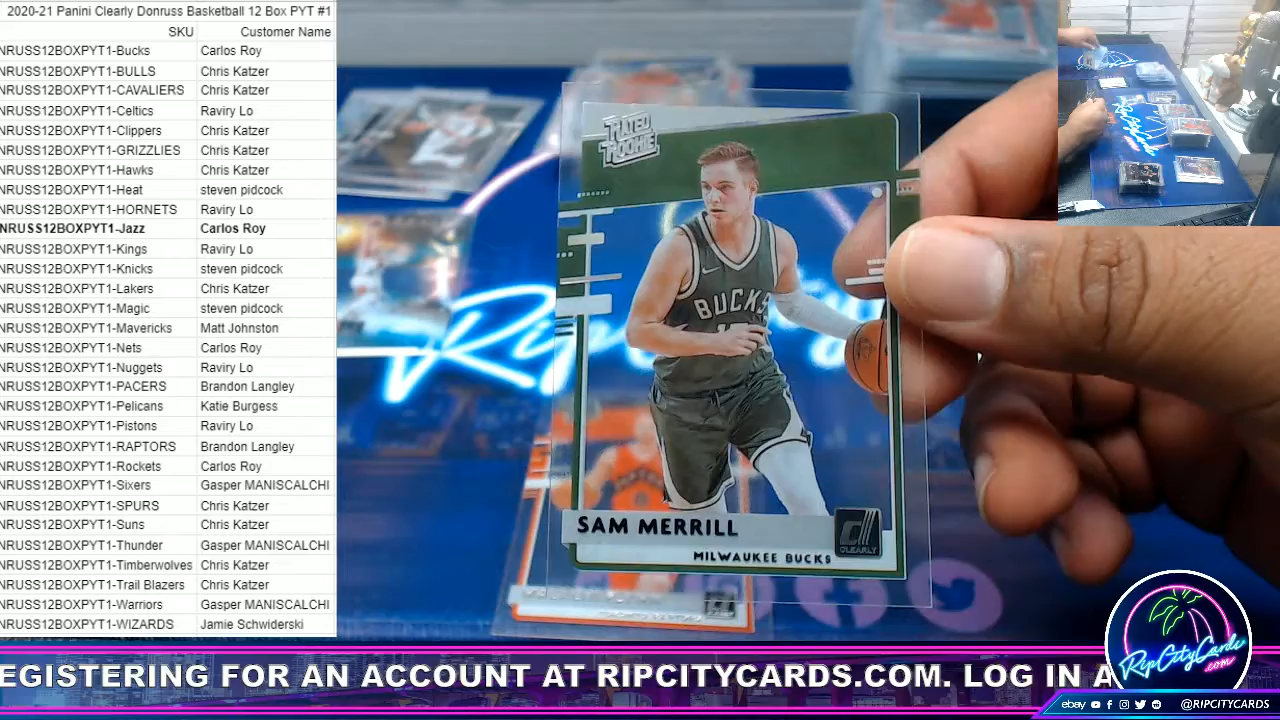 2020-21 Panini Clearly Donruss Basketball 12 Box PYT #1
SKU Customer Name
NRUSS12BOXPYT1-Bucks Carlos Roy
NRUSS12BOXPYT1-BULLS Chris Katzer
NRUSS12BOXPYT1-CAVALIERS Chris Katzer
NRUSS12BOXPYT1-Celtics Raviry Lo
NRUSS12BOXPYT1-Clippers Chris Katzer
NRUSS12BOXPYT1-GRIZZLIES Chris Katzer
NRUSS12BOXPYT1-Hawks Chris Katzer
NRUSS12BOXPYT1-Heat steven pidcock
NRUSS12BOXPYT1-HORNETS Raviry Lo
NRUSS12BOXPYT1-Jazz Carlos Roy
NRUSS12BOXPYT1-Kings Raviry Lo
NRUSS12BOXPYT1-Knicks steven pidcock
NRUSS12BOXPYT1-Lakers Chris Katzer
NRUSS12BOXPYT1-Magic steven pidcock
NRUSS12BOXPYT1-Mavericks Matt Johnston
NRUSS12BOXPYT1-Nets Carlos Roy
NRUSS12BOXPYT1-Nuggets Raviry Lo
NRUSS12BOXPYT1-PACERS Brandon Langley
NRUSS12BOXPYT1-Pelicans Katie Burgess
NRUSS12BOXPYT1-Pistons Raviry Lo
NRUSS12BOXPYT1-RAPTORS Brandon Langley
NRUSS12BOXPYT1-Rockets Carlos Roy
NRUSS12BOXPYT1-Sixers Gasper MANISCALCHI
NRUSS12BOXPYT1-SPURS Chris Katzer
NRUSS12BOXPYT1-Suns Chris Katzer
NRUSS12BOXPYT1-Thunder Gasper MANISCALCHI
NRUSS12BOXPYT1-Timberwolves Chris Katzer
NRUSS12BOXPYT1-Trail Blazers Chris Katzer
NRUSS12BOXPYT1-Warriors Gasper MANISCALCHI
NRUSS12BOXPYT1-WIZARDS Jamie Schwiderski
RATED
ROOKIE
BUCKS
SAM MERRILL
MILWAUKEE BUCKS
CLEARLY
EGISTERING FOR AN ACCOUNT AT RIPCITYCARDS.COM. LOG IN A
RipCityCards
.com
ebay @RIPCITYCARDS